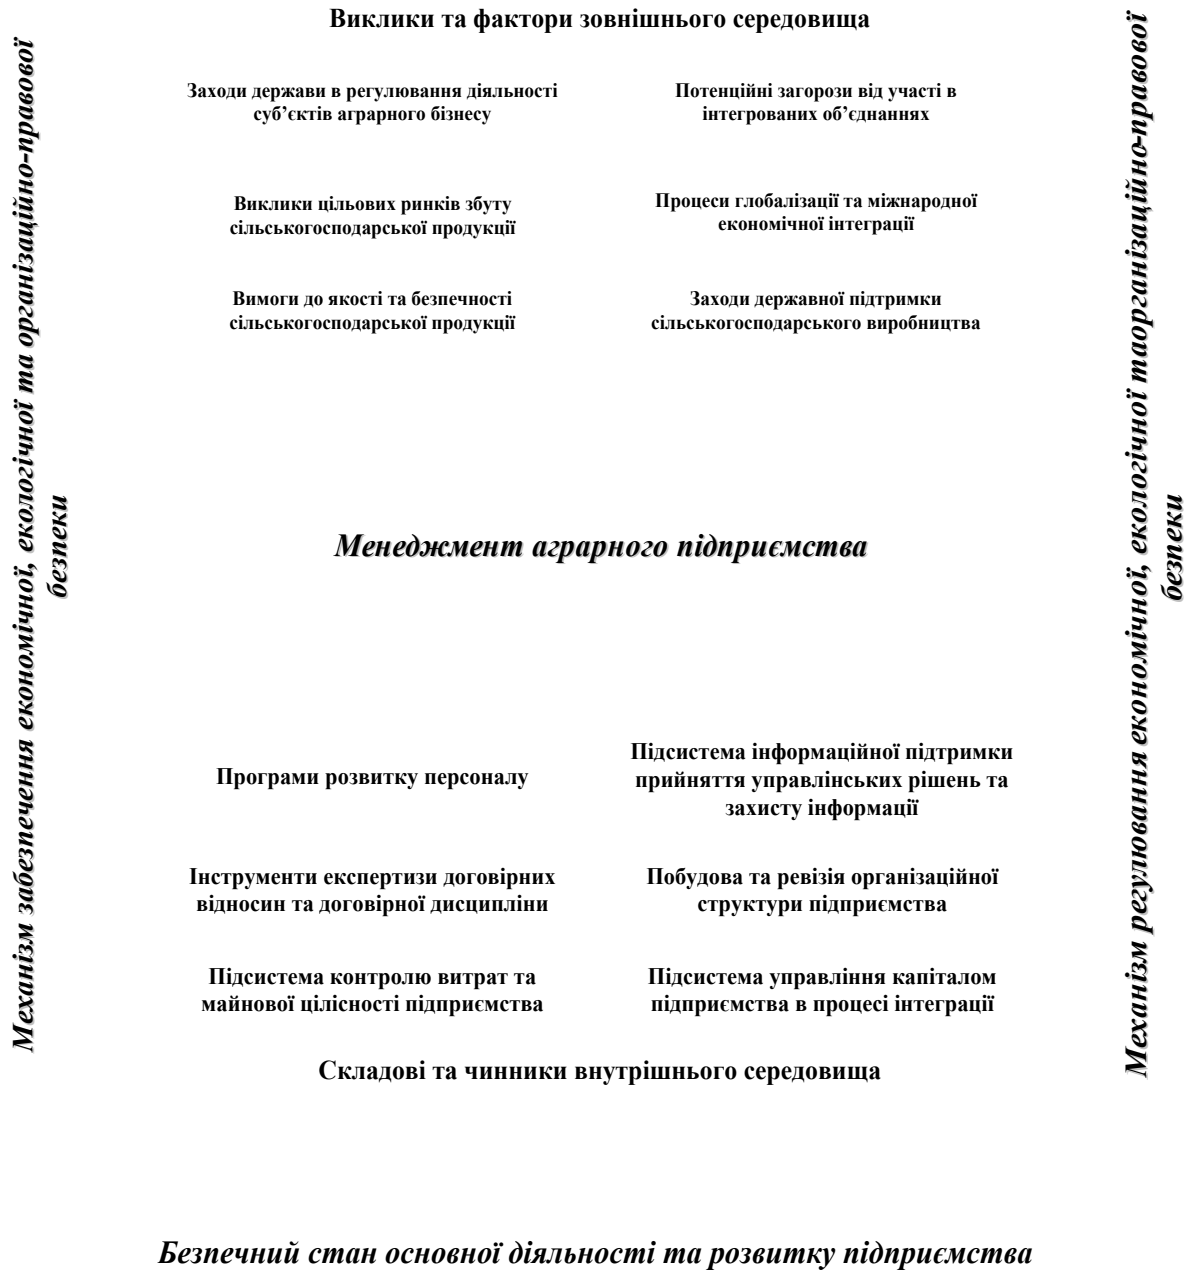 Виклики та фактори зовнішнього середовища
Заходи держави в регулювання діяльності
суб’єктів аграрного бізнесу
Потенційні загорози від участі в
інтегрованих об’єднаннях
Виклики цільових ринків збуту
сільськогосподарської продукції
Процеси глобалізації та міжнародної
економічної інтеграції
Вимоги до якості та безпечності
сільськогосподарської продукції
Заходи державної підтримки
сільськогосподарського виробництва
Механізм забезпечення економічної, екологічної та організаційно-правової
безпеки
Менеджмент аграрного підприємства
Механізм регулювання економічної, екологічної таорганізаційно-правової
безпеки
Програми розвитку персоналу
Підсистема інформаційної підтримки
прийняття управлінських рішень та
захисту інформації
Інструменти експертизи договірних
відносин та договірної дисципліни
Побудова та ревізія організаційної
структури підприємства
Підсистема контролю витрат та
майнової цілісності підприємства
Підсистема управління капіталом
підприємства в процесі інтеграції
Складові та чинники внутрішнього середовища
Безпечний стан основної діяльності та розвитку підприємства